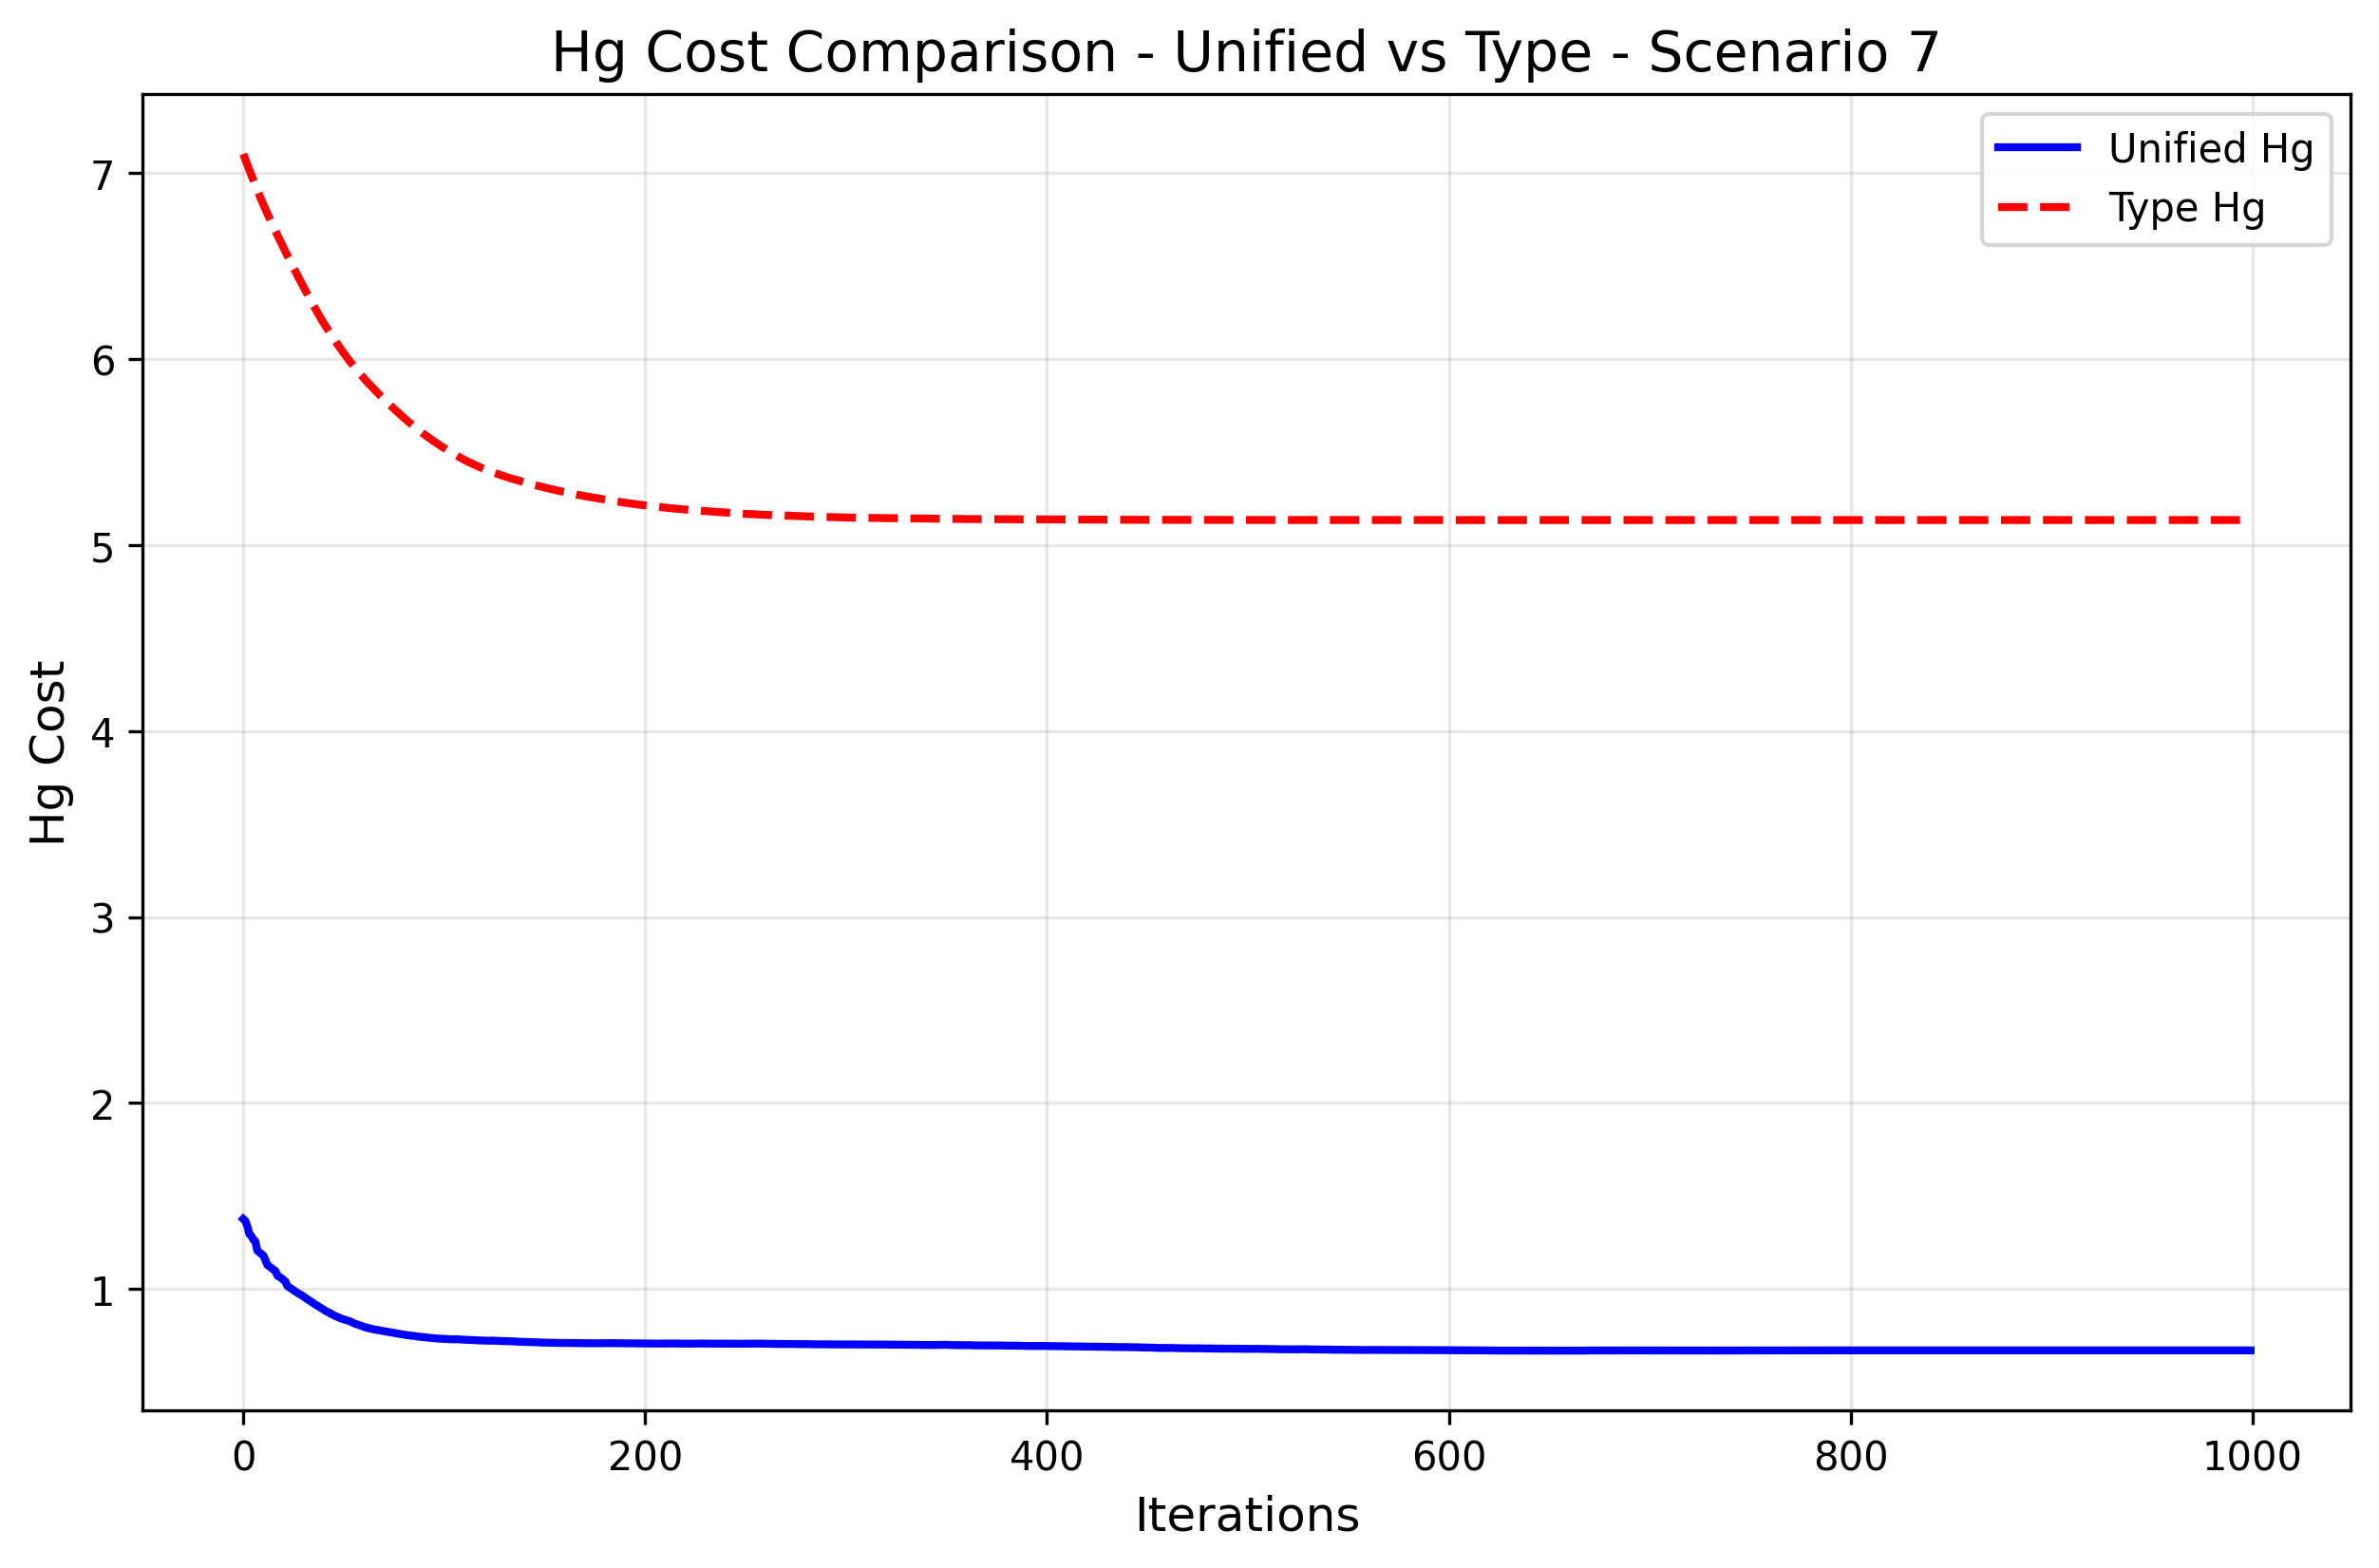 Hg Cost Comparison - Unified vs Type - Scenario 7
Unified Hg
Type Hg
Hg Cost
7
6
5
4
3
2
1
0 200 400 600 800 1000
Iterations